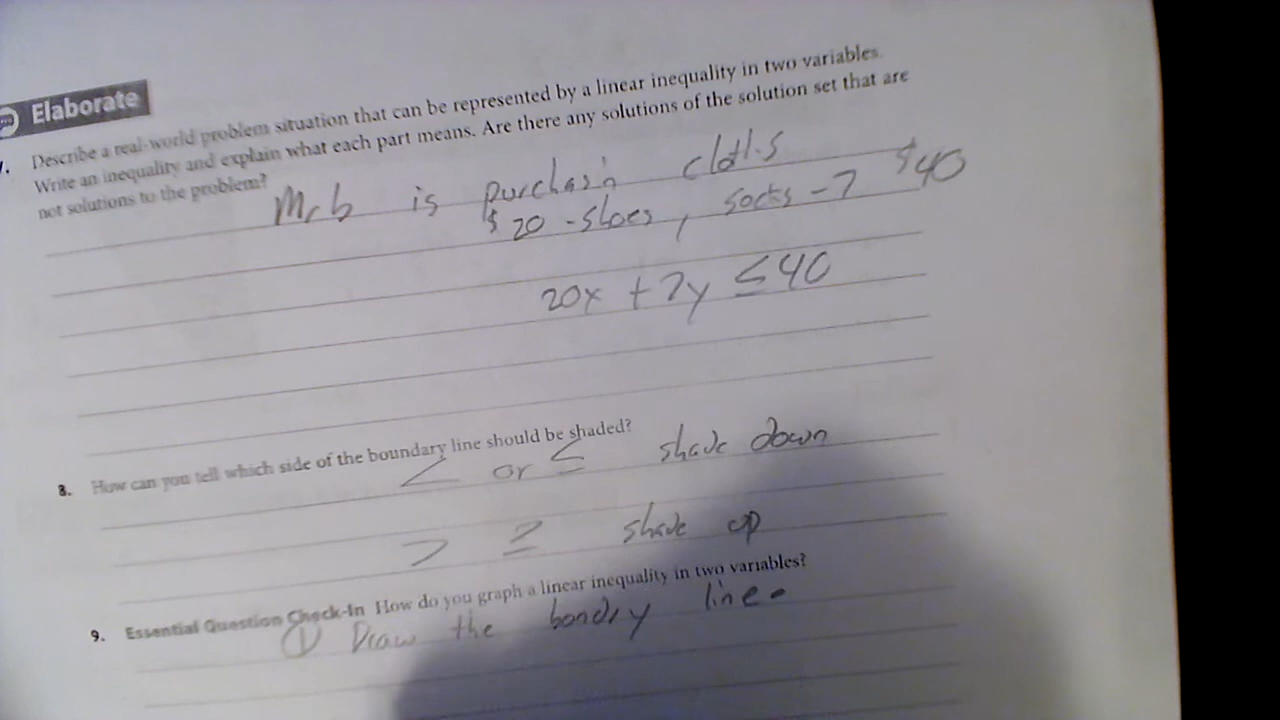 Elaborate
Describe a real-world problem situation that can be represented by a linear inequality in two variables.
Write an inequality and explain what each part means. Are there any solutions of the solution set that are
not solutions to the problem?
Mr b is purchasin $40
$20 - shoes, socks - 7
20x + 7y ≤ 40
8. How can you tell which side of the boundary line should be shaded?
< or ≤ shade down
> ≥ shade up
9. Essential Question Check-In How do you graph a linear inequality in two variables?
① Draw the bondry line